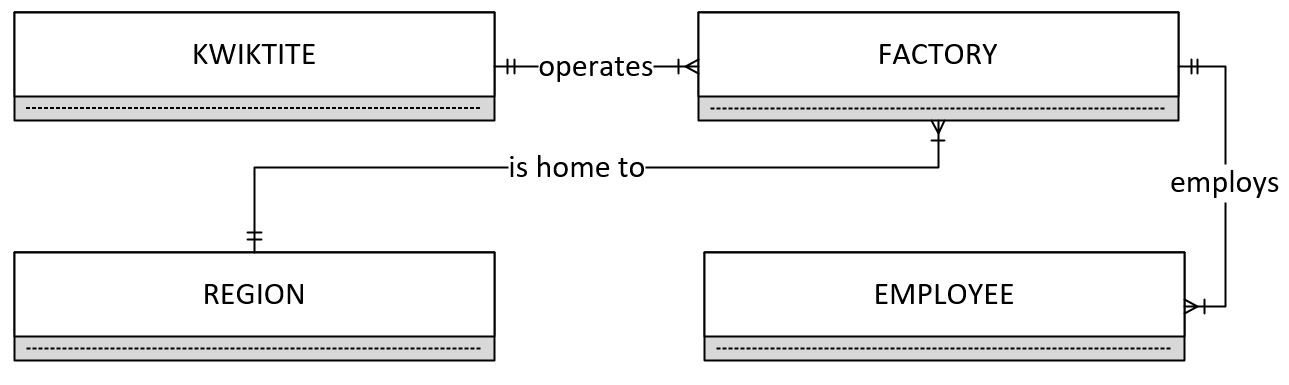 KWIKTITE
operates
FACTORY
is home to
employs
REGION
EMPLOYEE